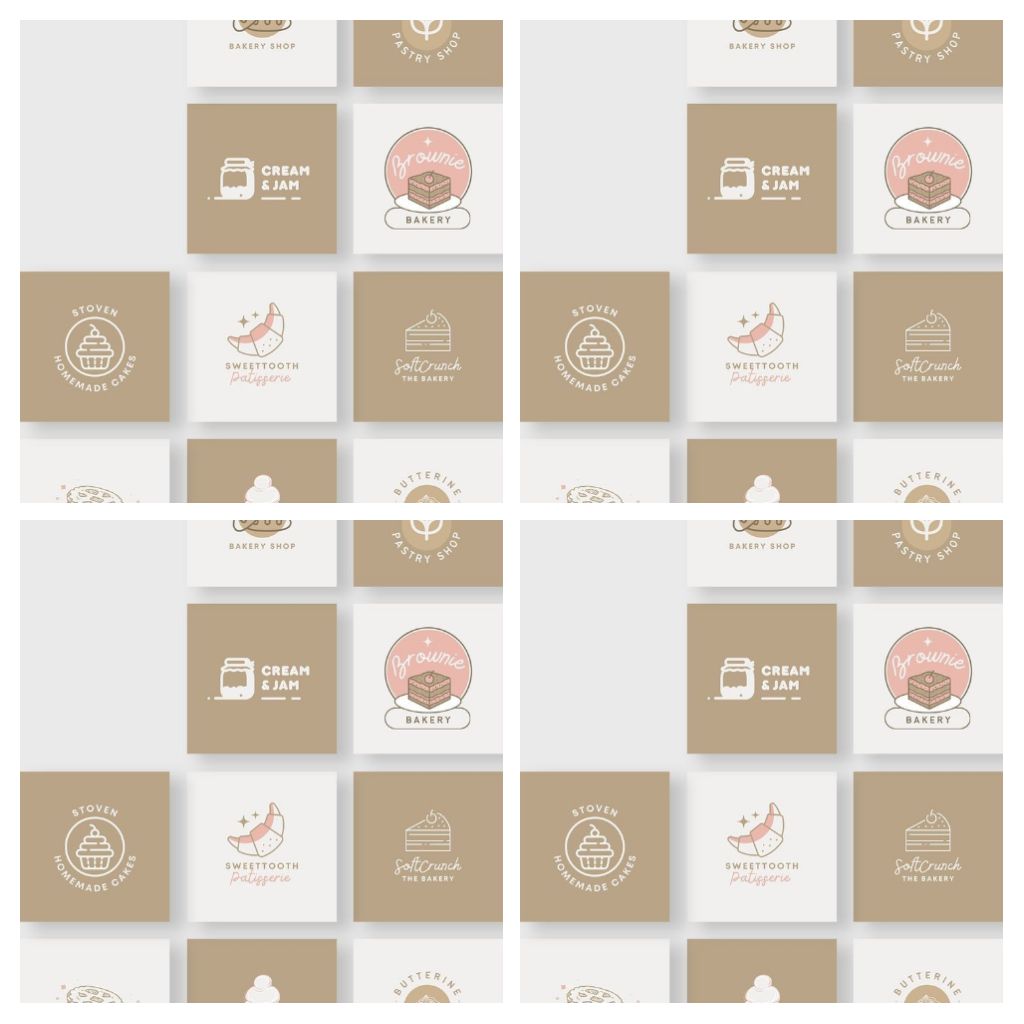 BAKERY SHOP
PASTRY SHOP
CREAM
& JAM
Brownie
BAKERY
STOVEN
HOMEMADE CAKES
SWEETTOOTH
Patisserie
SoftCrunch
THE BAKERY
BUTTERINE
BAKERY SHOP
PASTRY SHOP
CREAM
& JAM
Brownie
BAKERY
STOVEN
HOMEMADE CAKES
SWEETTOOTH
Patisserie
SoftCrunch
THE BAKERY
BUTTERINE
BAKERY SHOP
PASTRY SHOP
CREAM
& JAM
Brownie
BAKERY
STOVEN
HOMEMADE CAKES
SWEETTOOTH
Patisserie
SoftCrunch
THE BAKERY
BUTTERINE
BAKERY SHOP
PASTRY SHOP
CREAM
& JAM
Brownie
BAKERY
STOVEN
HOMEMADE CAKES
SWEETTOOTH
Patisserie
SoftCrunch
THE BAKERY
BUTTERINE